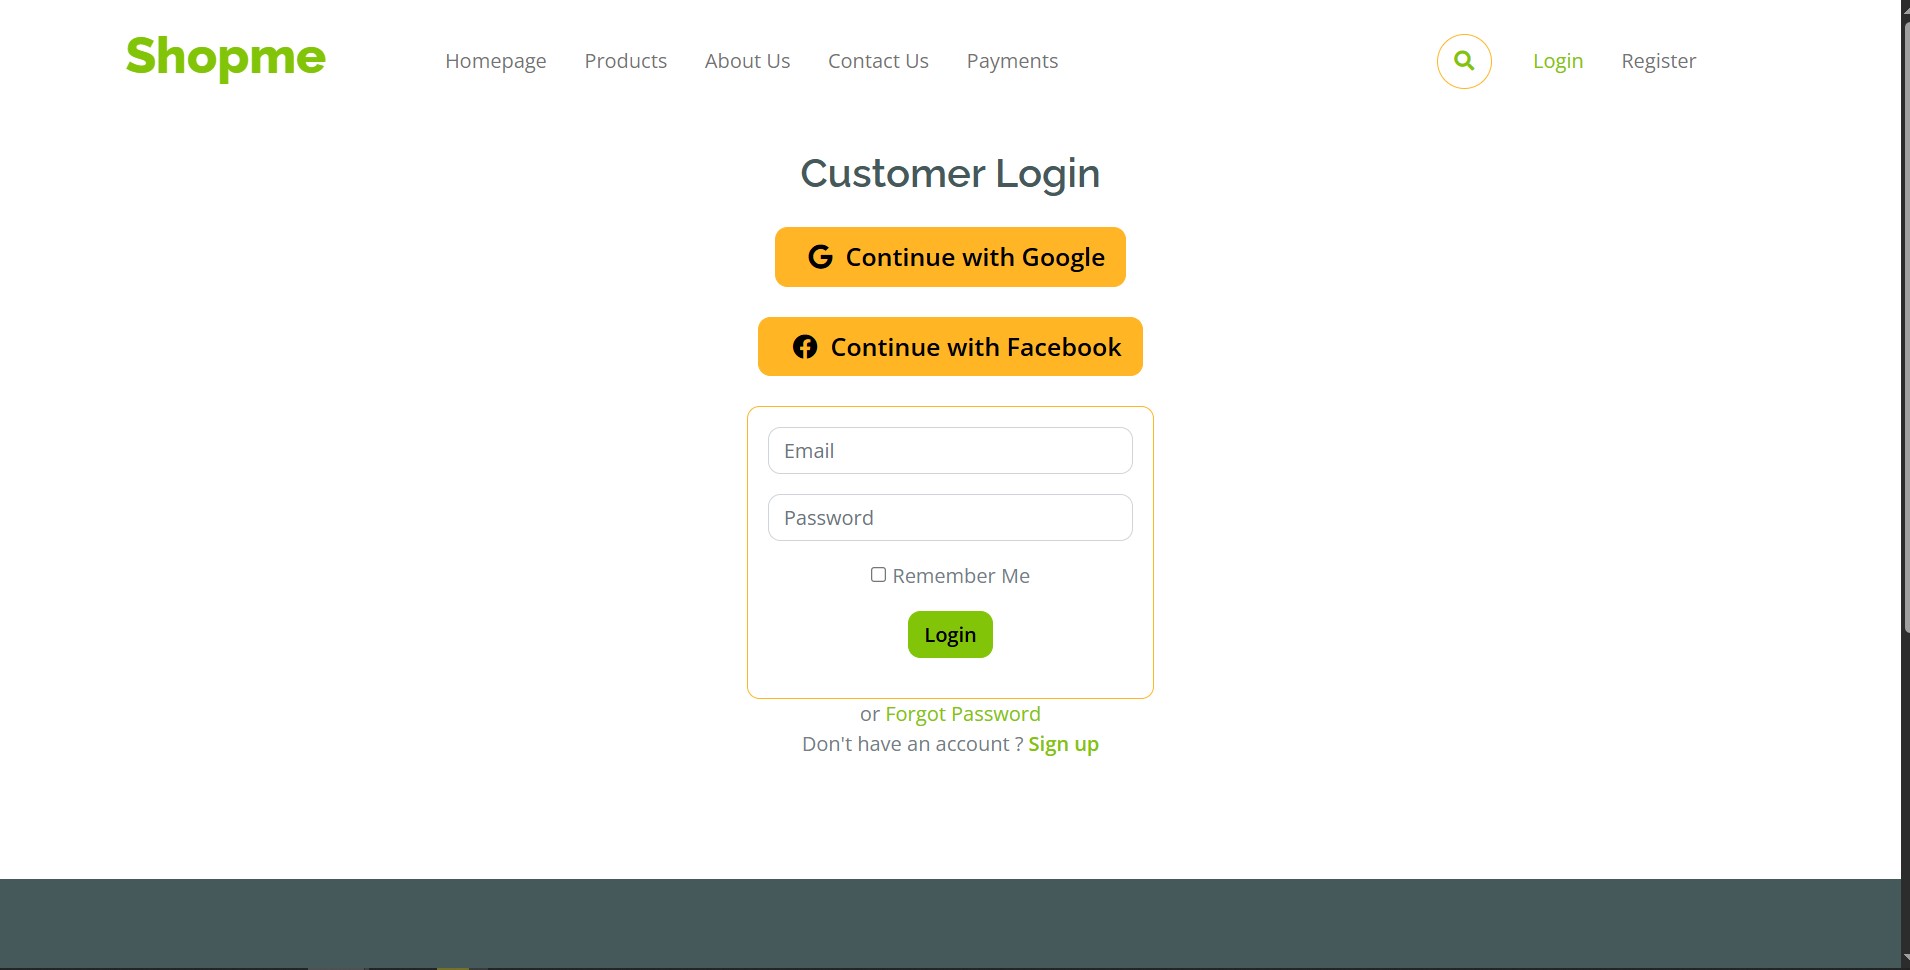 Shopme
Homepage Products About Us Contact Us Payments
Login Register
Customer Login
Continue with Google
Continue with Facebook
Email
Password
Remember Me
Login
or Forgot Password
Don't have an account ? Sign up